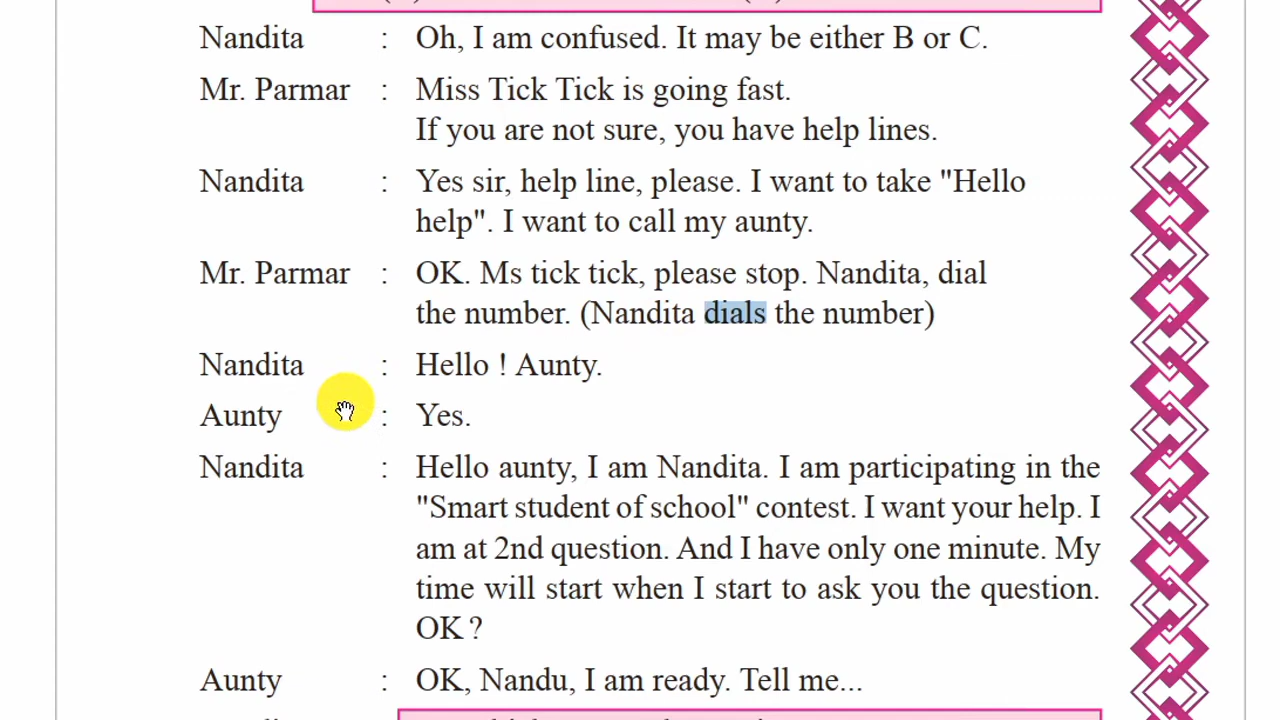 Nandita : Oh, I am confused. It may be either B or C.
Mr. Parmar : Miss Tick Tick is going fast.
If you are not sure, you have help lines.
Nandita : Yes sir, help line, please. I want to take "Hello
help". I want to call my aunty.
Mr. Parmar : OK. Ms tick tick, please stop. Nandita, dial
the number. (Nandita dials the number)
Nandita : Hello ! Aunty.
Aunty : Yes.
Nandita : Hello aunty, I am Nandita. I am participating in the
"Smart student of school" contest. I want your help. I
am at 2nd question. And I have only one minute. My
time will start when I start to ask you the question.
OK ?
Aunty : OK, Nandu, I am ready. Tell me...